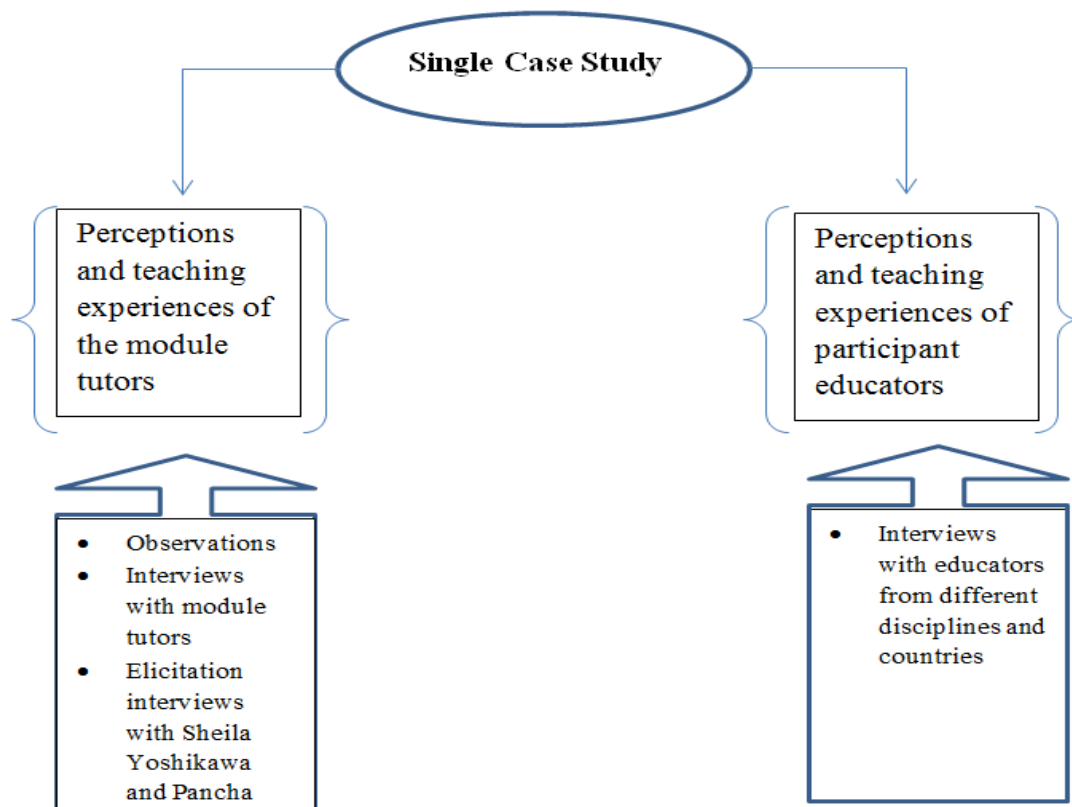 Single Case Study
Perceptions
and teaching
experiences of
the module
tutors
Perceptions
and teaching
experiences of
participant
educators
• Observations
• Interviews
with module
tutors
• Elicitation
interviews
with Sheila
Yoshikawa
and Pancha
• Interviews
with educators
from different
disciplines and
countries